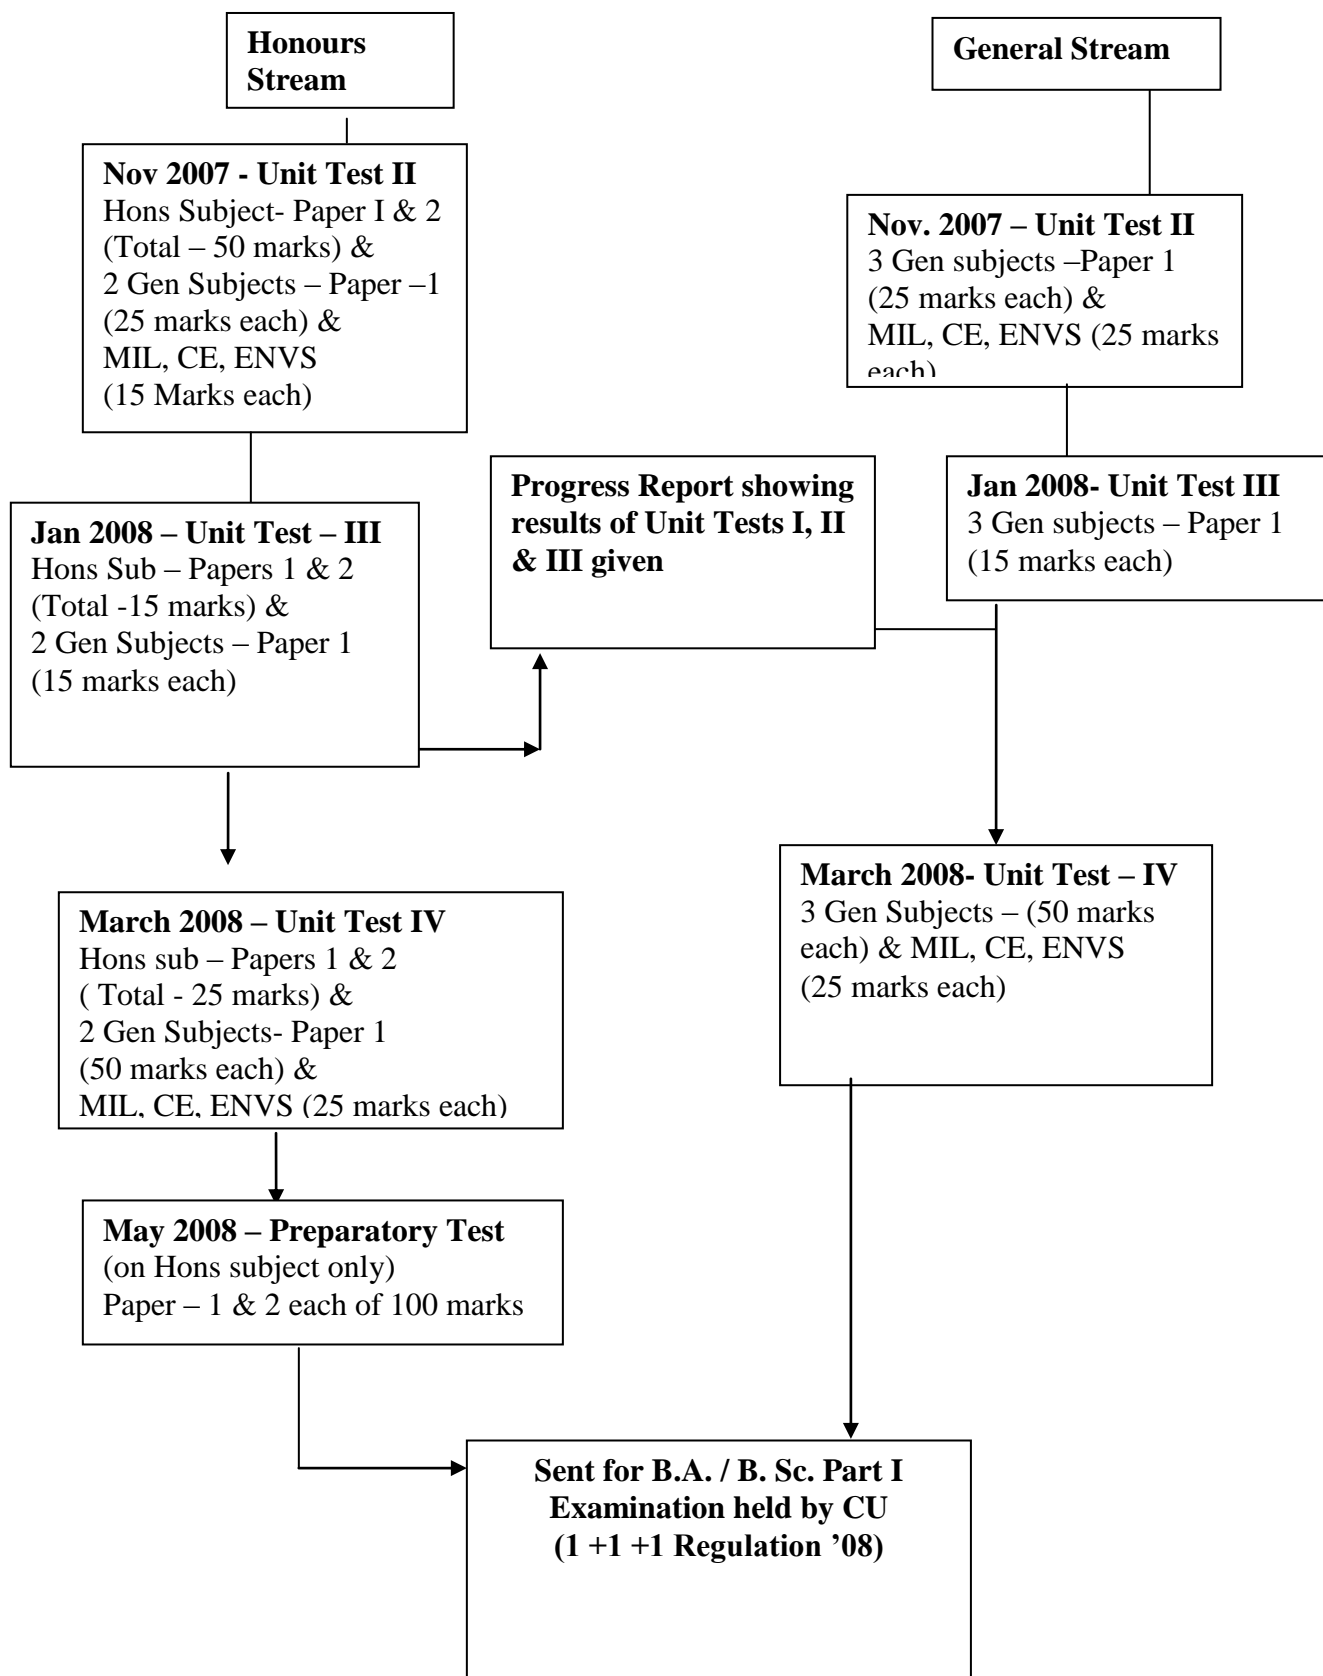 Honours
Stream
General Stream
Nov 2007 - Unit Test II
Hons Subject- Paper I & 2
(Total – 50 marks) &
2 Gen Subjects – Paper –1
(25 marks each) &
MIL, CE, ENVS
(15 Marks each)
Nov. 2007 – Unit Test II
3 Gen subjects –Paper 1
(25 marks each) &
MIL, CE, ENVS (25 marks
each)
Jan 2008 – Unit Test – III
Hons Sub – Papers 1 & 2
(Total -15 marks) &
2 Gen Subjects – Paper 1
(15 marks each)
Progress Report showing
results of Unit Tests I, II
& III given
Jan 2008- Unit Test III
3 Gen subjects – Paper 1
(15 marks each)
March 2008 – Unit Test IV
Hons sub – Papers 1 & 2
( Total - 25 marks) &
2 Gen Subjects- Paper 1
(50 marks each) &
MIL, CE, ENVS (25 marks each)
March 2008- Unit Test – IV
3 Gen Subjects – (50 marks
each) & MIL, CE, ENVS
(25 marks each)
May 2008 – Preparatory Test
(on Hons subject only)
Paper – 1 & 2 each of 100 marks
Sent for B.A. / B. Sc. Part I
Examination held by CU
(1 +1 +1 Regulation ’08)